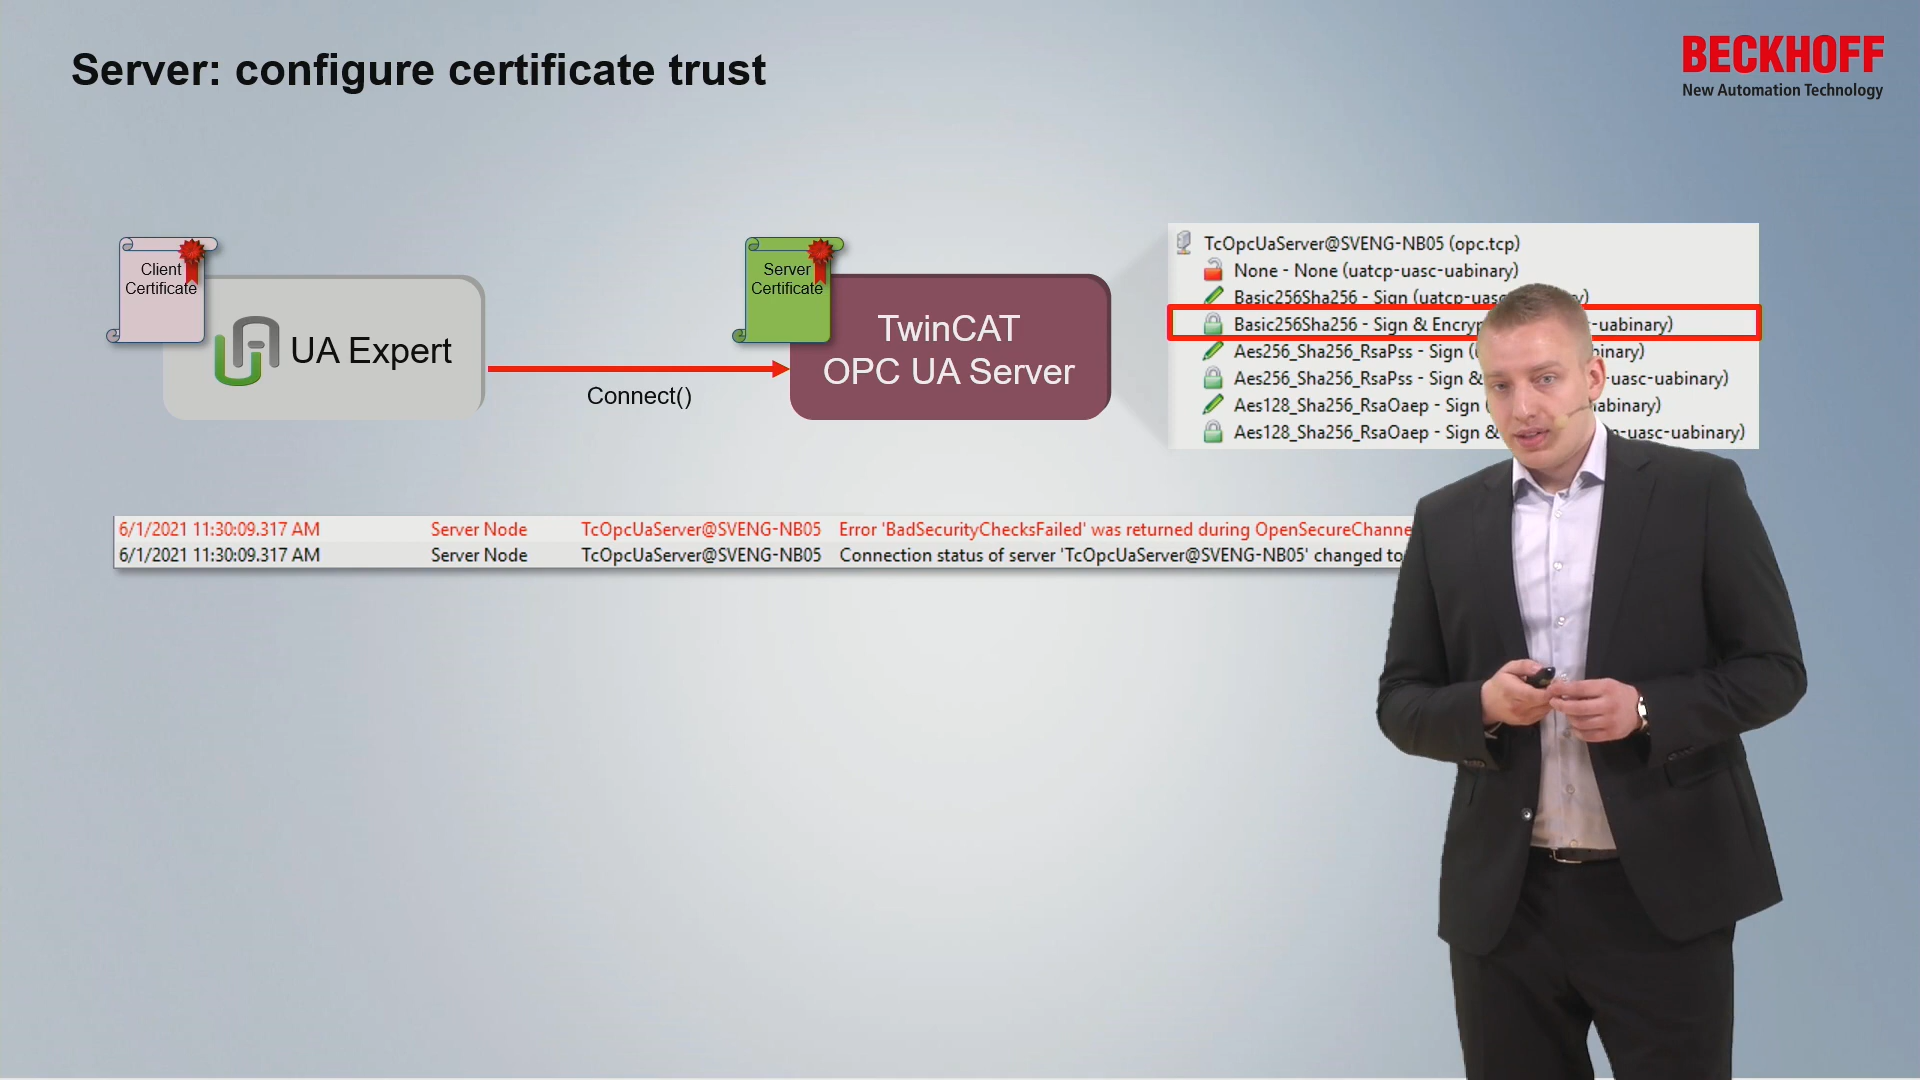 Server: configure certificate trust
BECKHOFF
New Automation Technology
Client
Certificate
UA Expert
Connect()
Server
Certificate
TwinCAT
OPC UA Server
TcOpcUaServer@SVENG-NB05 (opc.tcp)
None - None (uatcp-uasc-uabinary)
Basic256Sha256 - Sign (uatcp-uasc
Basic256Sha256 - Sign & Encryp -uabinary)
Aes256_Sha256_RsaPss - Sign (u inary)
Aes256_Sha256_RsaPss - Sign & -uasc-uabinary)
Aes128_Sha256_RsaOaep - Sign ( abinary)
Aes128_Sha256_RsaOaep - Sign & p-uasc-uabinary)
6/1/2021 11:30:09.317 AM Server Node TcOpcUaServer@SVENG-NB05 Error 'BadSecurityChecksFailed' was returned during OpenSecureChanne
6/1/2021 11:30:09.317 AM Server Node TcOpcUaServer@SVENG-NB05 Connection status of server 'TcOpcUaServer@SVENG-NB05' changed to